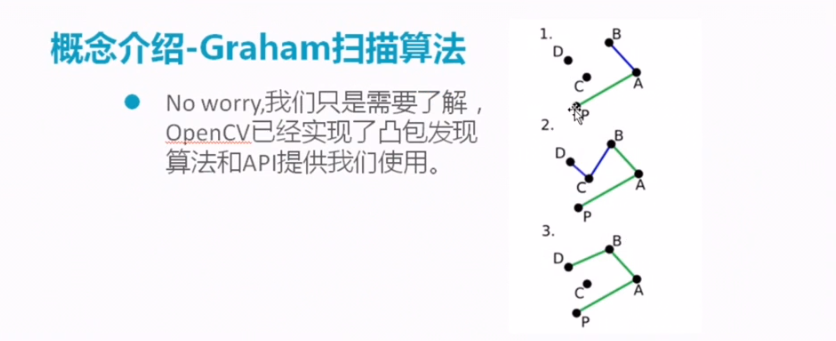 概念介绍-Graham扫描算法
No worry,我们只是需要了解，
OpenCV已经实现了凸包发现
算法和API提供我们使用。
1.
B
D
C
A
P
2.
B
D
C
A
P
3.
B
D
C
A
P